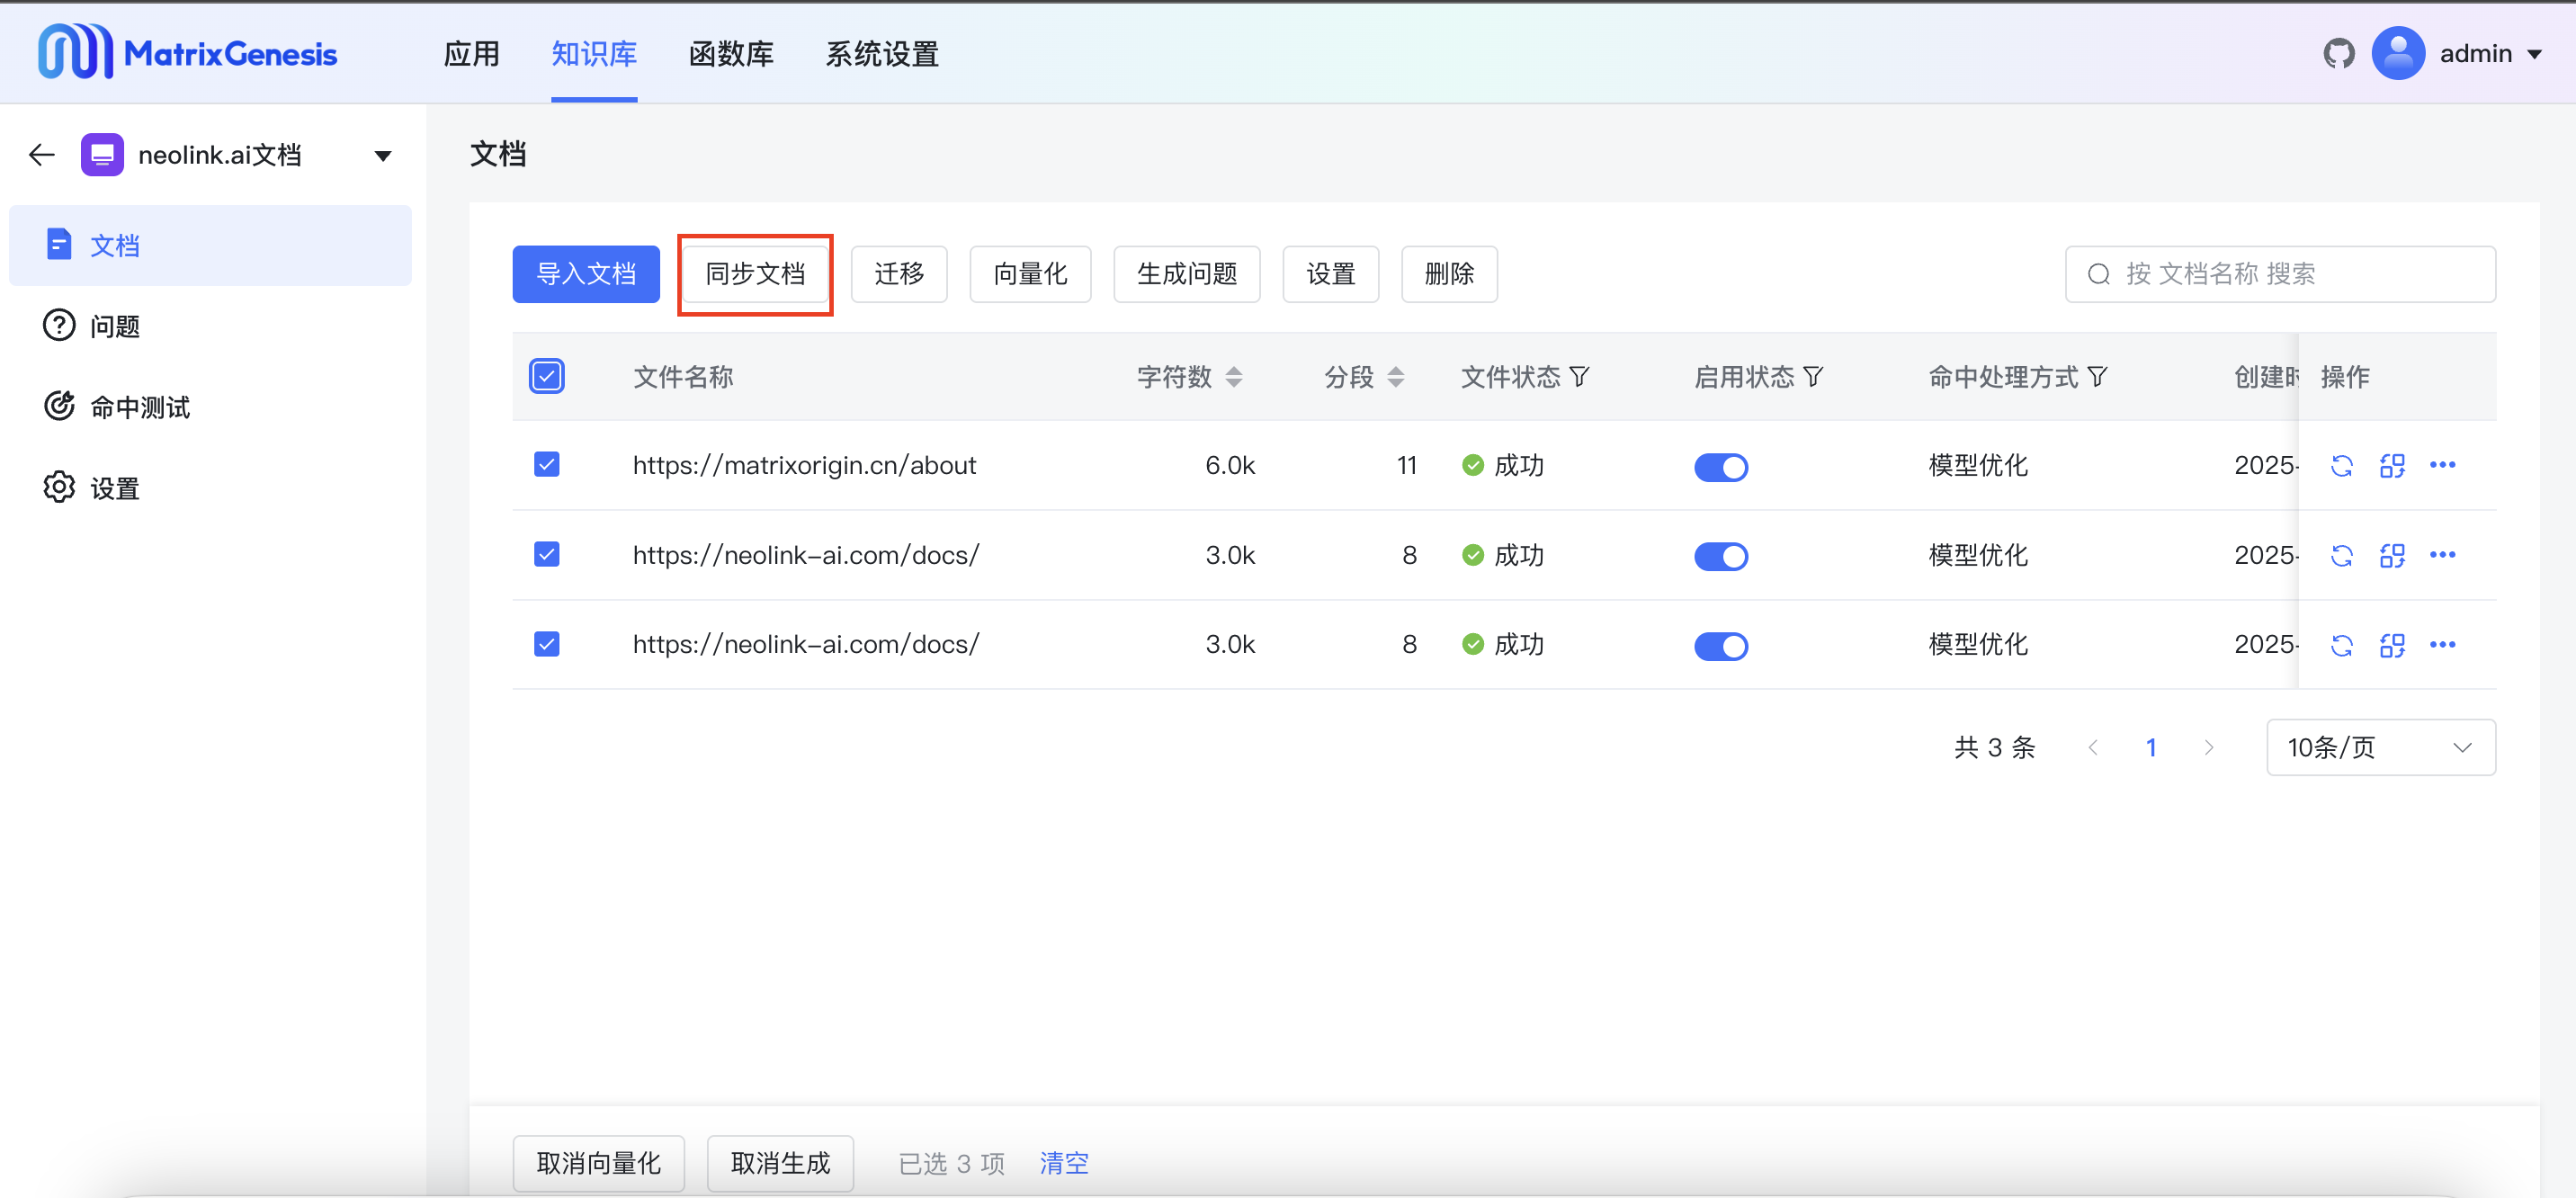 MatrixGenesis 应用 知识库 函数库 系统设置 admin
neolink.ai文档
文档
问题
命中测试
设置
文档
导入文档 同步文档 迁移 向量化 生成问题 设置 删除 按 文档名称 搜索
文件名称 字符数 分段 文件状态 启用状态 命中处理方式 创建时 操作
https://matrixorigin.cn/about 6.0k 11 成功 模型优化 2025-
https://neolink-ai.com/docs/ 3.0k 8 成功 模型优化 2025-
https://neolink-ai.com/docs/ 3.0k 8 成功 模型优化 2025-
共 3 条 1 10条/页
取消向量化 取消生成 已选 3 项 清空